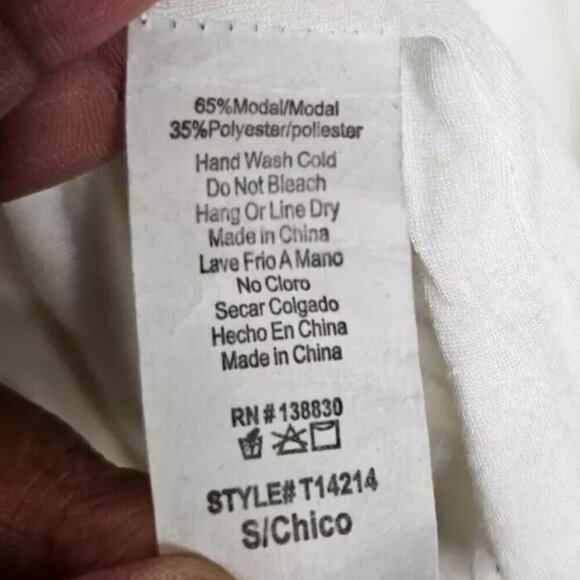 65%Modal/Modal
35%Polyester/poliester
Hand Wash Cold
Do Not Bleach
Hang Or Line Dry
Made in China
Lave Frio A Mano
No Cloro
Secar Colgado
Hecho En China
Made in China
RN # 138830
STYLE# T14214
S/Chico